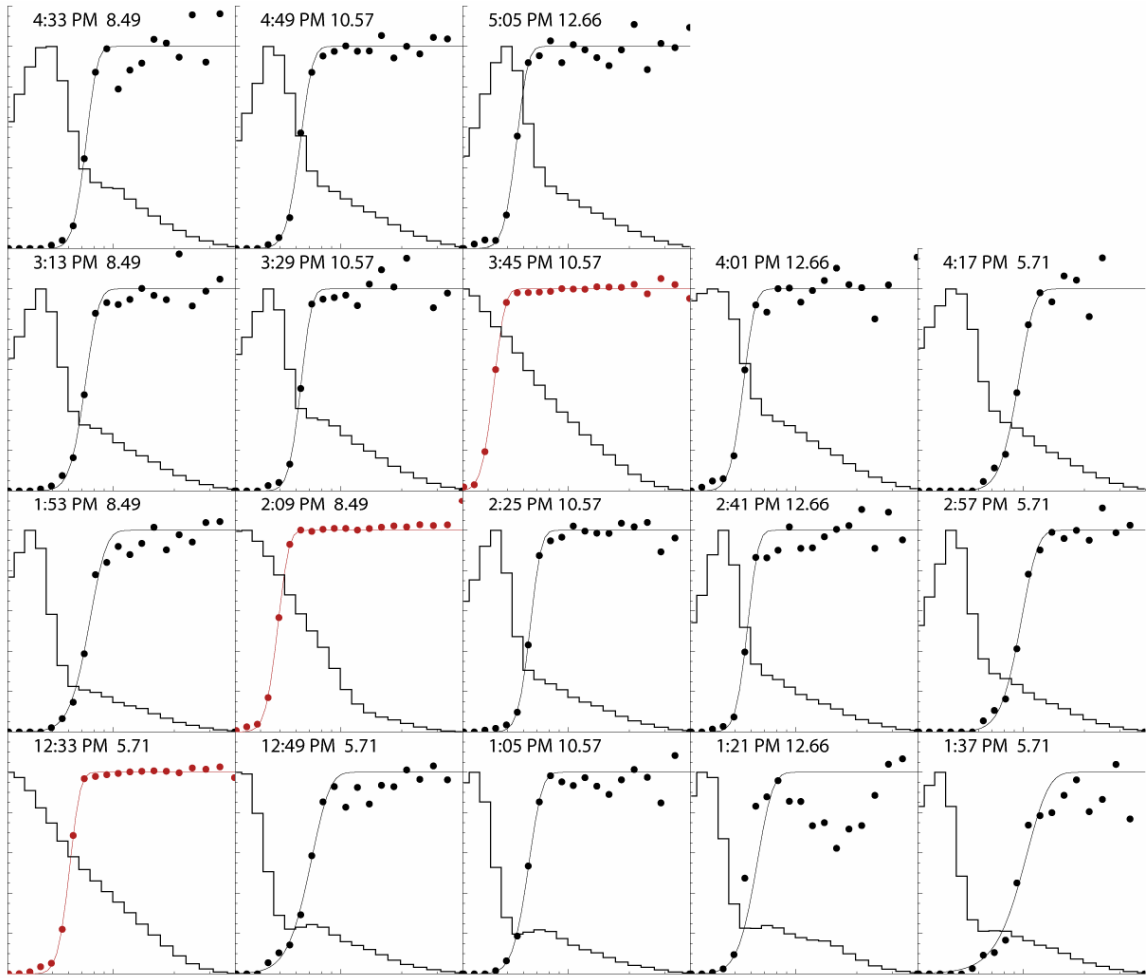 4:33 PM 8.49
4:49 PM 10.57
5:05 PM 12.66
3:13 PM 8.49
3:29 PM 10.57
3:45 PM 10.57
4:01 PM 12.66
4:17 PM 5.71
1:53 PM 8.49
2:09 PM 8.49
2:25 PM 10.57
2:41 PM 12.66
2:57 PM 5.71
12:33 PM 5.71
12:49 PM 5.71
1:05 PM 10.57
1:21 PM 12.66
1:37 PM 5.71